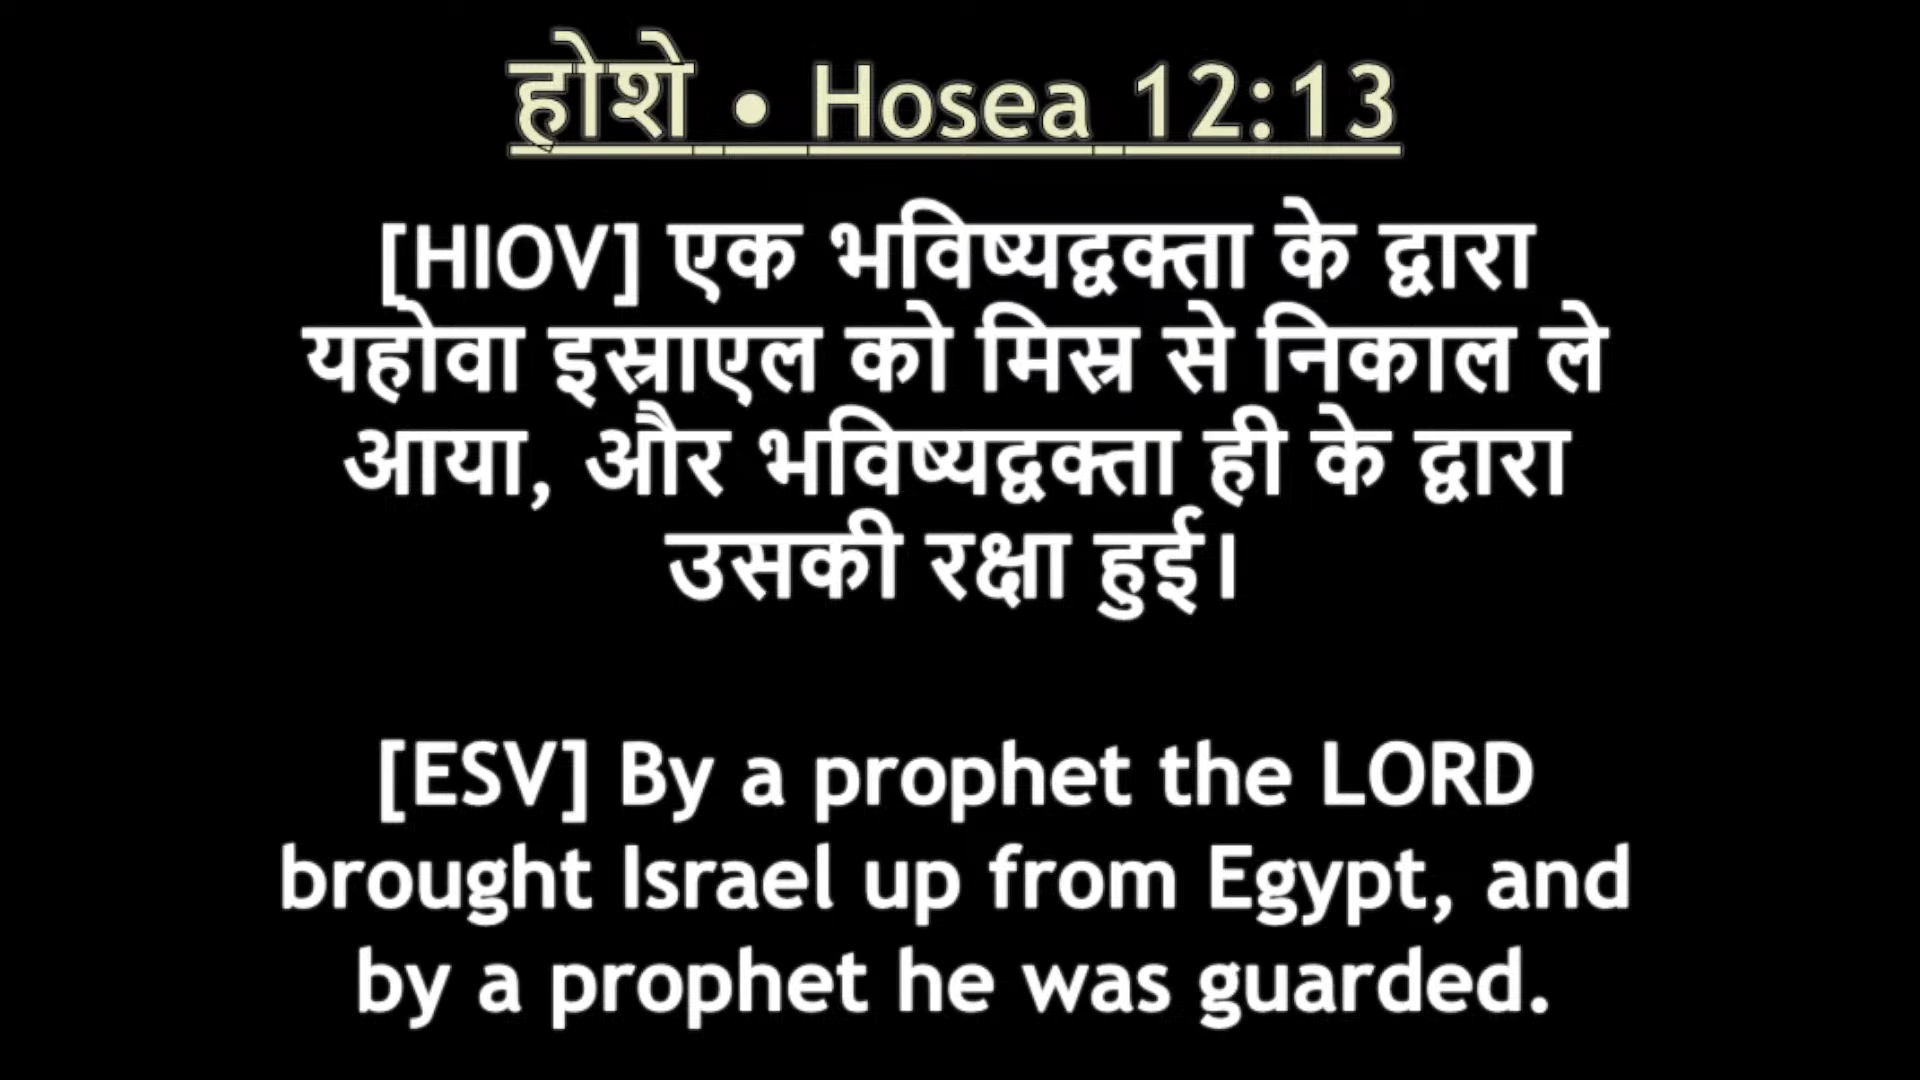 होशे • Hosea 12:13
[HIOV] एक भविष्यद्वक्ता के द्वारा
यहोवा इस्राएल को मिस्र से निकाल ले
आया, और भविष्यद्वक्ता ही के द्वारा
उसकी रक्षा हुई।
[ESV] By a prophet the LORD
brought Israel up from Egypt, and
by a prophet he was guarded.